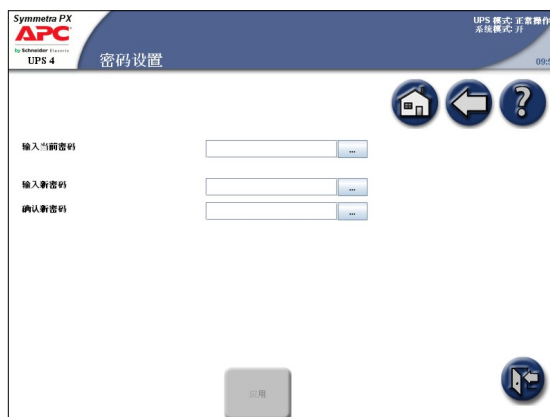 Symmetra PX
APC
by Schneider Electric
UPS 4
密码设置
UPS 模式: 正常操作
系统模式: 开
09:5
?
输入当前密码
...
输入新密码
...
确认新密码
...
应用